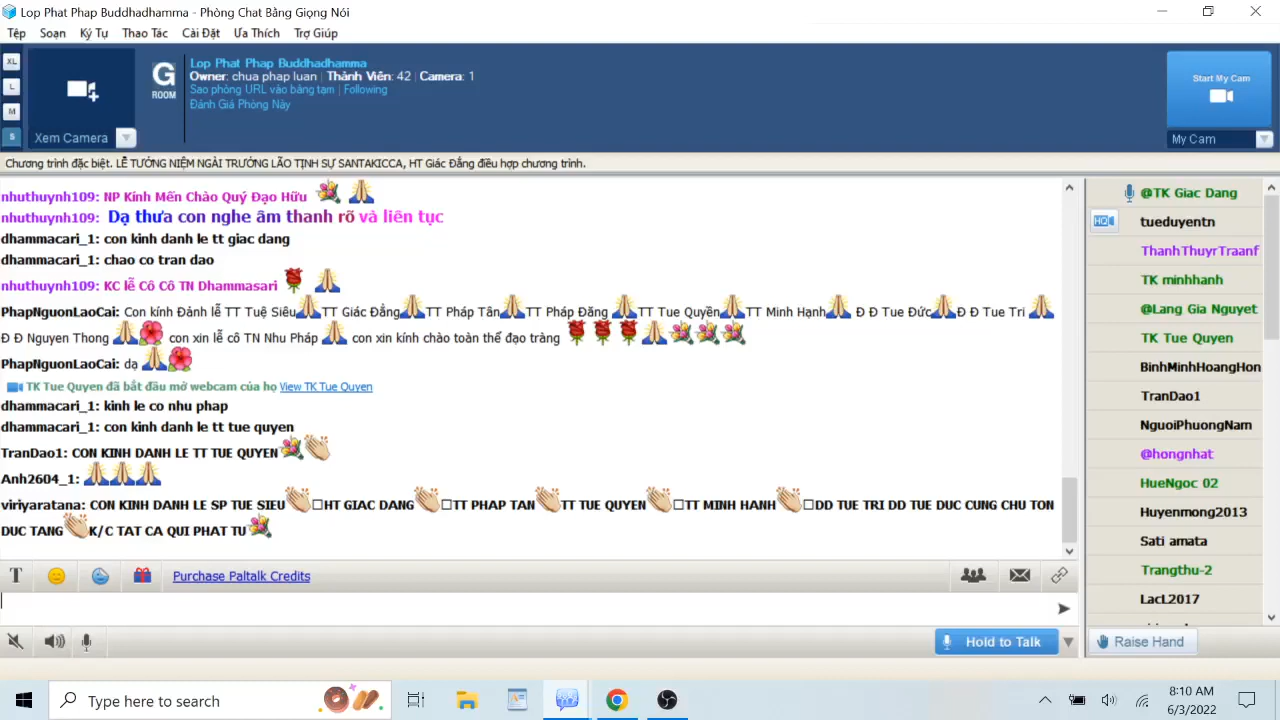 Lop Phat Phap Buddhadhamma - Phòng Chat Bằng Giọng Nói
Tệp Soạn Ký Tự Thao Tác Cài Đặt Ưa Thích Trợ Giúp
XL
L
M
S
Xem Camera
G
ROOM
Lop Phat Phap Buddhadhamma
Owner: chua phap luan | Thành Viên: 42 | Camera: 1
Sao phòng URL vào bảng tạm | Following
Đánh Giá Phòng Này
Start My Cam
My Cam
Chương trình đặc biệt. LỄ TƯỞNG NIỆM NGÀI TRƯỞNG LÃO TỊNH SỰ SANTAKICCA, HT Giác Đẳng điều hợp chương trình.
nhuthuynh109: NP Kính Mến Chào Quý Đạo Hữu
nhuthuynh109: Dạ thưa con nghe âm thanh rõ và liên tục
dhammacari_1: con kinh danh le tt giac dang
dhammacari_1: chao co tran dao
nhuthuynh109: KC lễ Cô Cô TN Dhammasari
PhapNguonLaoCai: Con kính Đành lễ TT Tuệ Siêu TT Giác Đẳng TT Pháp Tân TT Pháp Đăng TT Tue Quyền TT Minh Hạnh Đ Đ Tue Đức Đ Đ Tue Tri
Đ Đ Nguyen Thong con xin lễ cô TN Nhu Pháp con xin kính chào toàn thể đạo tràng
PhapNguonLaoCai: dạ
TK Tue Quyen đã bắt đầu mở webcam của họ View TK Tue Quyen
dhammacari_1: kinh le co nhu phap
dhammacari_1: con kinh danh le tt tue quyen
TranDao1: CON KINH DANH LE TT TUE QUYEN
Anh2604_1:
viriyaratana: CON KINH DANH LE SP TUE SIEU HT GIAC DANG TT PHAP TAN TT TUE QUYEN TT MINH HANH DD TUE TRI DD TUE DUC CUNG CHU TON
DUC TANG K/C TAT CA QUI PHAT TU
@TK Giac Dang
HQ
tueduyentn
ThanhThuyrTraanf
TK minhhanh
@Lang Gia Nguyet
TK Tue Quyen
BinhMinhHoangHon
TranDao1
NguoiPhuongNam
@hongnhat
HueNgoc 02
Huyenmong2013
Sati amata
Trangthu-2
LacL2017
T
Purchase Paltalk Credits
Hold to Talk
Raise Hand
Type here to search
8:10 AM
6/3/2022